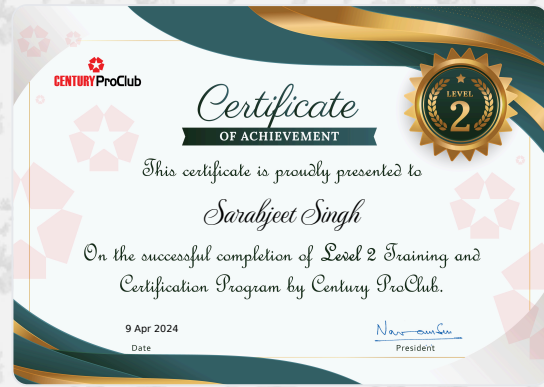 CENTURY ProClub
Certificate
OF ACHIEVEMENT
LEVEL
2
This certificate is proudly presented to
Sarabjeet Singh
On the successful completion of Level 2 Training and
Certification Program by Century ProClub.
9 Apr 2024
Date
President